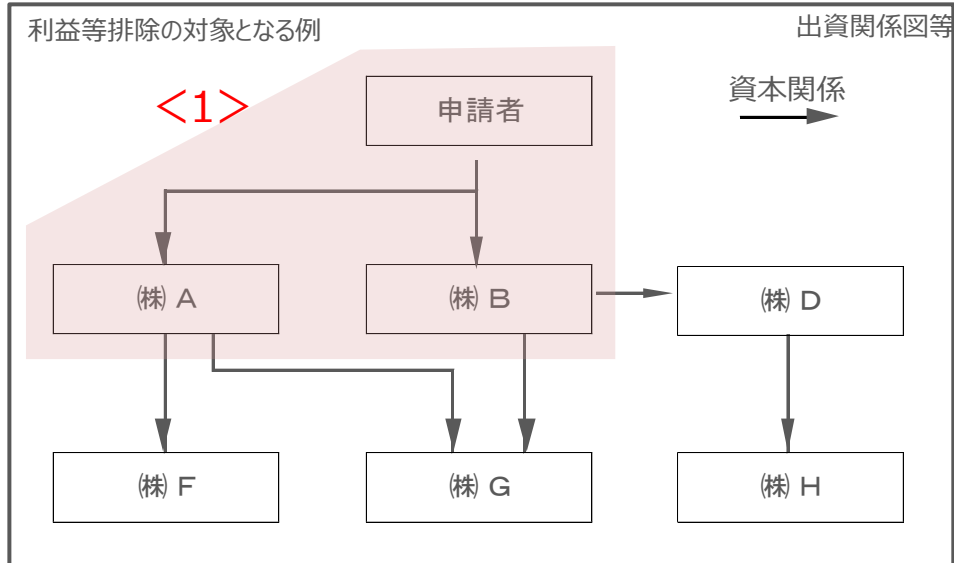 利益等排除の対象となる例
出資関係図等
<1>
申請者
資本関係
㈱ A
㈱ B
㈱ D
㈱ F
㈱ G
㈱ H